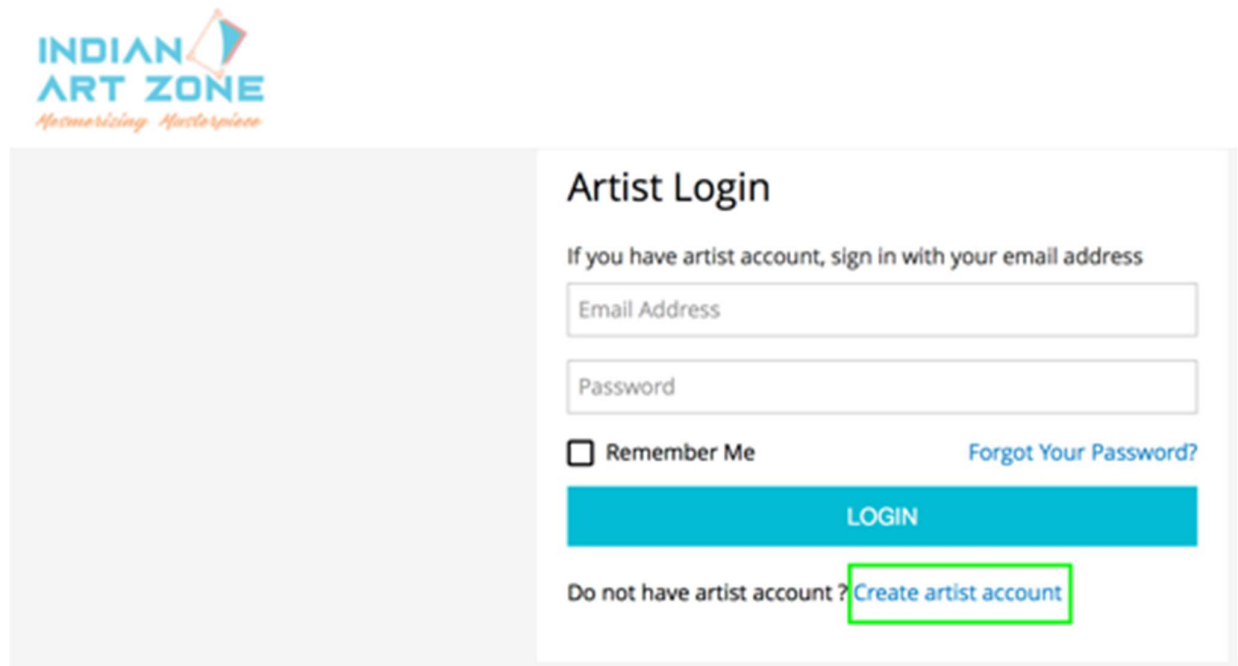 INDIAN
ART ZONE
Mesmerizing Masterpiece
Artist Login
If you have artist account, sign in with your email address
Email Address
Password
Remember Me Forgot Your Password?
LOGIN
Do not have artist account ? Create artist account